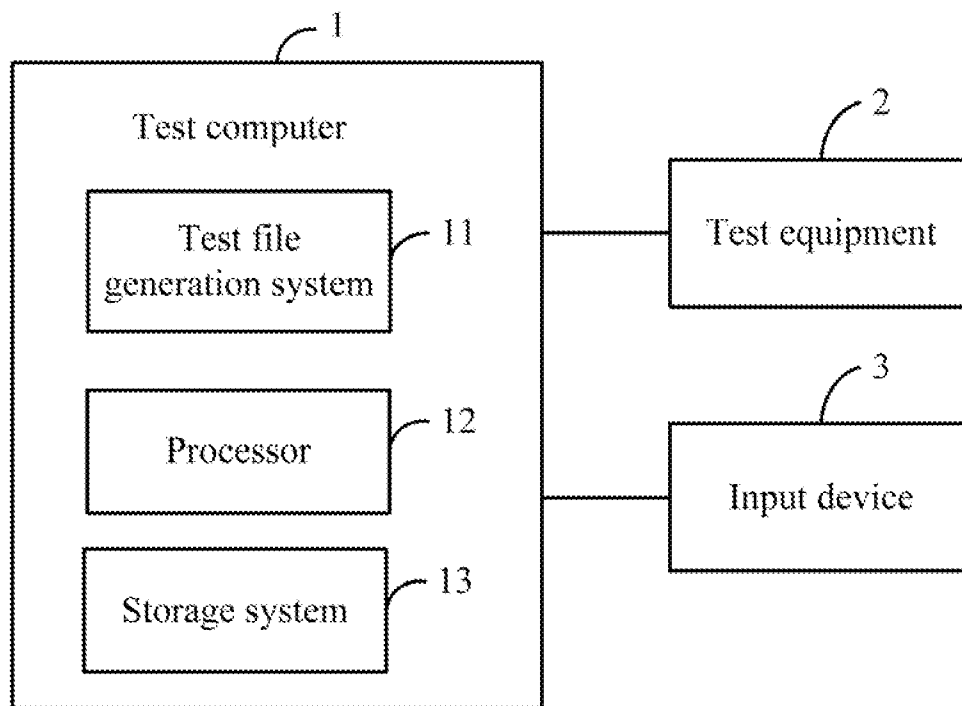 1
Test computer
2
Test file
generation system
11
Test equipment
3
Processor
12
Input device
Storage system
13